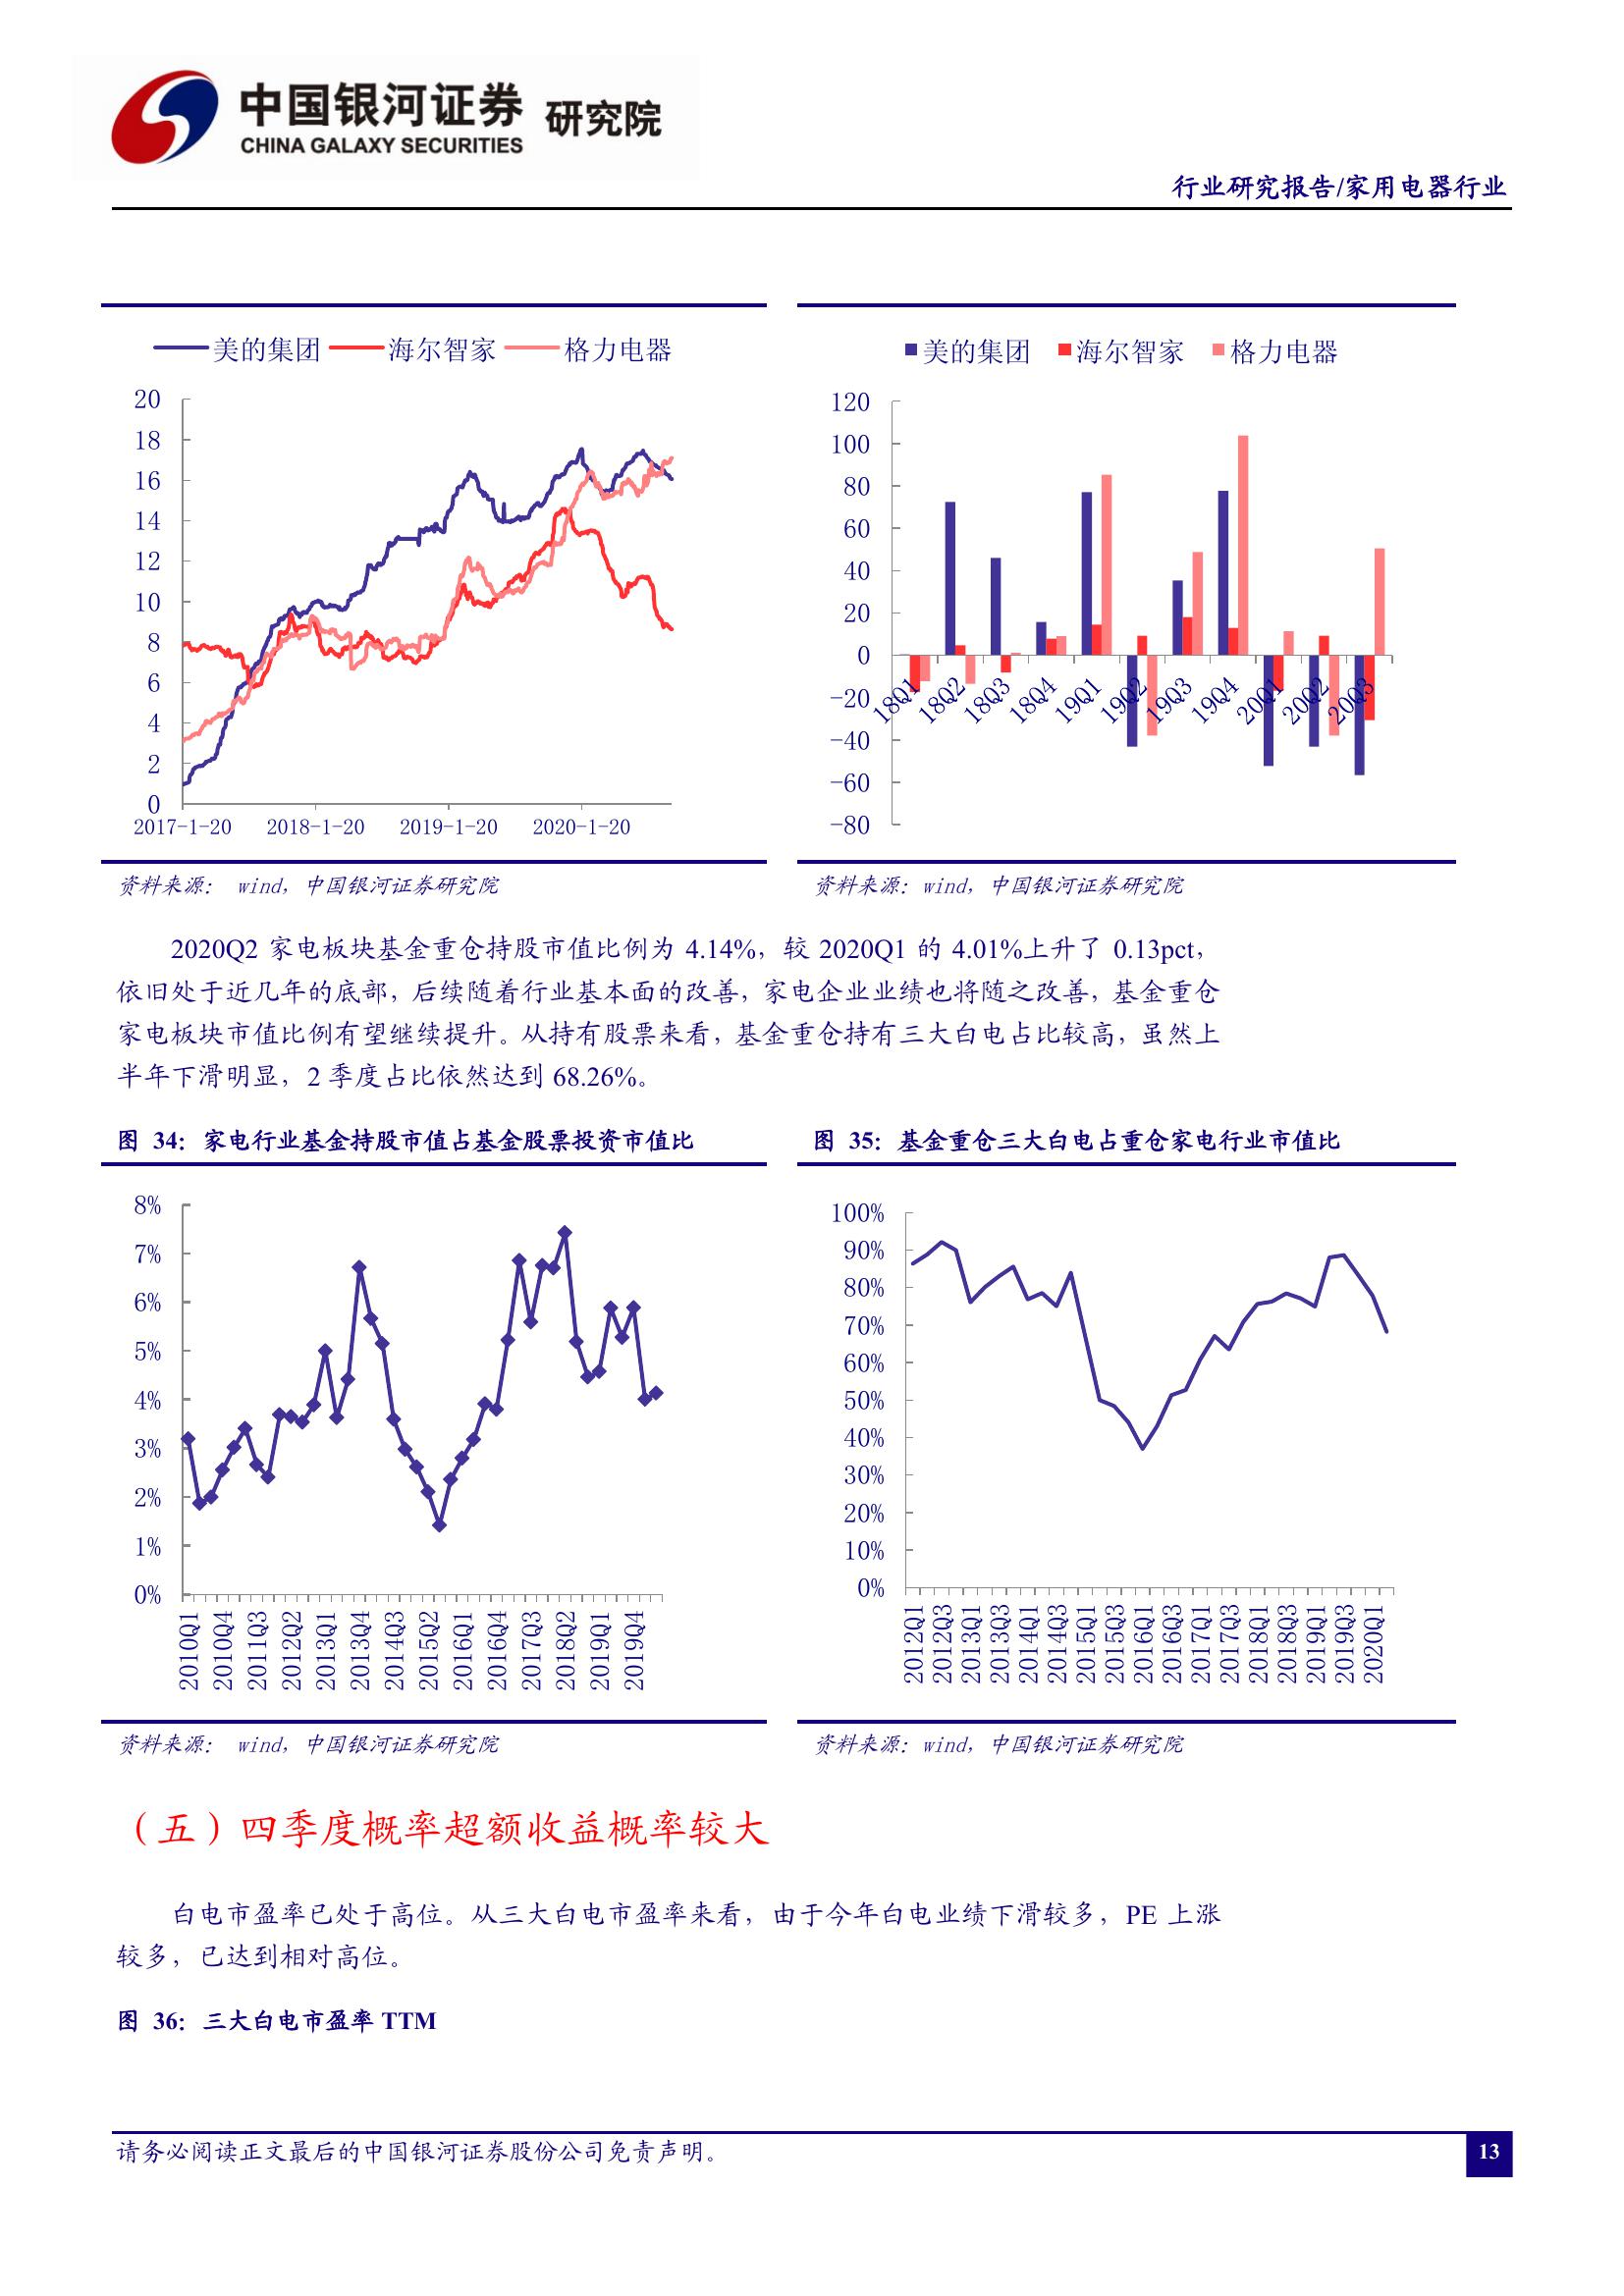 中国银河证券 研究院
CHINA GALAXY SECURITIES
行业研究报告/家用电器行业
美的集团 海尔智家 格力电器
20
18
16
14
12
10
8
6
4
2
0
2017-1-20 2018-1-20 2019-1-20 2020-1-20
美的集团 海尔智家 格力电器
120
100
80
60
40
20
0
-20
-40
-60
-80
18Q1 18Q2 18Q3 18Q4 19Q1 19Q2 19Q3 19Q4 20Q1 20Q2 20Q3
资料来源： wind，中国银河证券研究院
资料来源：wind，中国银河证券研究院
2020Q2 家电板块基金重仓持股市值比例为 4.14%，较 2020Q1 的 4.01%上升了 0.13pct，
依旧处于近几年的底部，后续随着行业基本面的改善，家电企业业绩也将随之改善，基金重仓
家电板块市值比例有望继续提升。从持有股票来看，基金重仓持有三大白电占比较高，虽然上
半年下滑明显，2 季度占比依然达到 68.26%。
图 34：家电行业基金持股市值占基金股票投资市值比
图 35：基金重仓三大白电占重仓家电行业市值比
8%
7%
6%
5%
4%
3%
2%
1%
0%
2010Q1 2010Q4 2011Q3 2012Q2 2013Q1 2013Q4 2014Q3 2015Q2 2016Q1 2016Q4 2017Q3 2018Q2 2019Q1 2019Q4
100%
90%
80%
70%
60%
50%
40%
30%
20%
10%
0%
2012Q1 2012Q3 2013Q1 2013Q3 2014Q1 2014Q3 2015Q1 2015Q3 2016Q1 2016Q3 2017Q1 2017Q3 2018Q1 2018Q3 2019Q1 2019Q3 2020Q1
资料来源： wind，中国银河证券研究院
资料来源：wind，中国银河证券研究院
（五）四季度概率超额收益概率较大
白电市盈率已处于高位。从三大白电市盈率来看，由于今年白电业绩下滑较多，PE 上涨
较多，已达到相对高位。
图 36：三大白电市盈率 TTM
请务必阅读正文最后的中国银河证券股份公司免责声明。
13